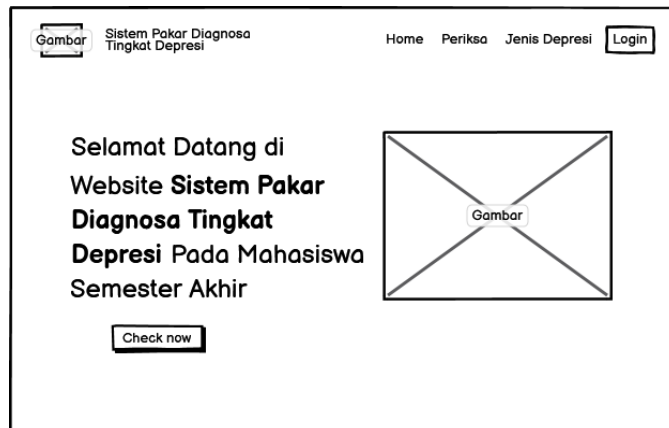 Gambar
Sistem Pakar Diagnosa
Tingkat Depresi
Home
Periksa
Jenis Depresi
Login
Selamat Datang di
Website Sistem Pakar
Diagnosa Tingkat
Depresi Pada Mahasiswa
Semester Akhir
Gambar
Check now